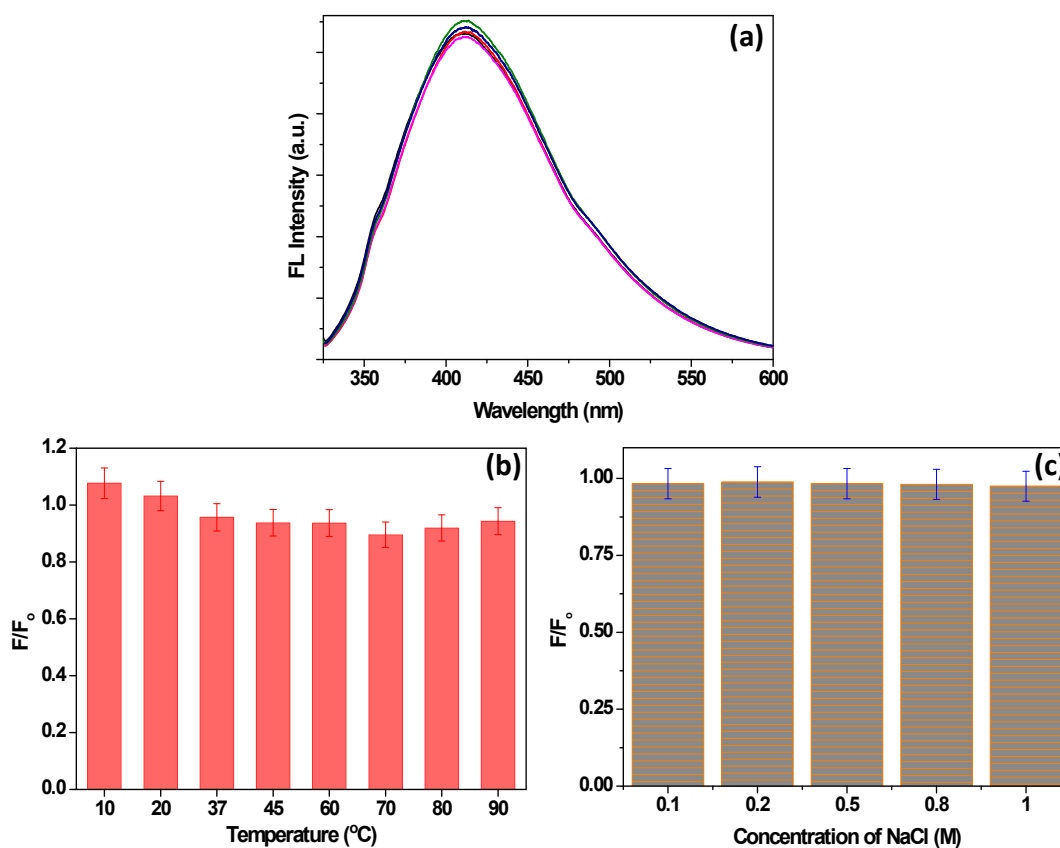 (a)
FL Intensity (a.u.)
350 400 450 500 550 600
Wavelength (nm)
(b)
1.2
1.0
0.8
0.6
0.4
0.2
0.0
F/Fo
10 20 37 45 60 70 80 90
Temperature (oC)
(c)
1.00
0.75
0.50
0.25
0.00
F/Fo
0.1 0.2 0.5 0.8 1
Concentration of NaCl (M)